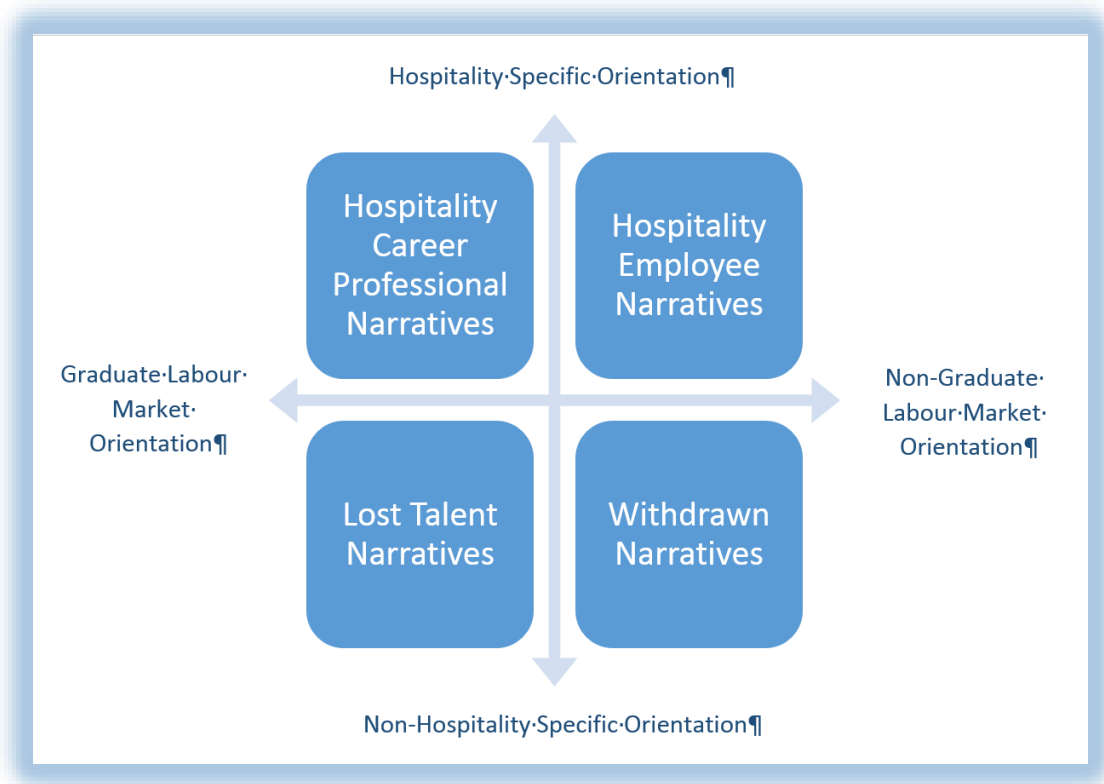 Hospitality·Specific·Orientation¶
Hospitality
Career
Professional
Narratives
Hospitality
Employee
Narratives
Graduate·Labour·
Market·
Orientation¶
Non-Graduate·
Labour·Market·
Orientation¶
Lost Talent
Narratives
Withdrawn
Narratives
Non-Hospitality·Specific·Orientation¶